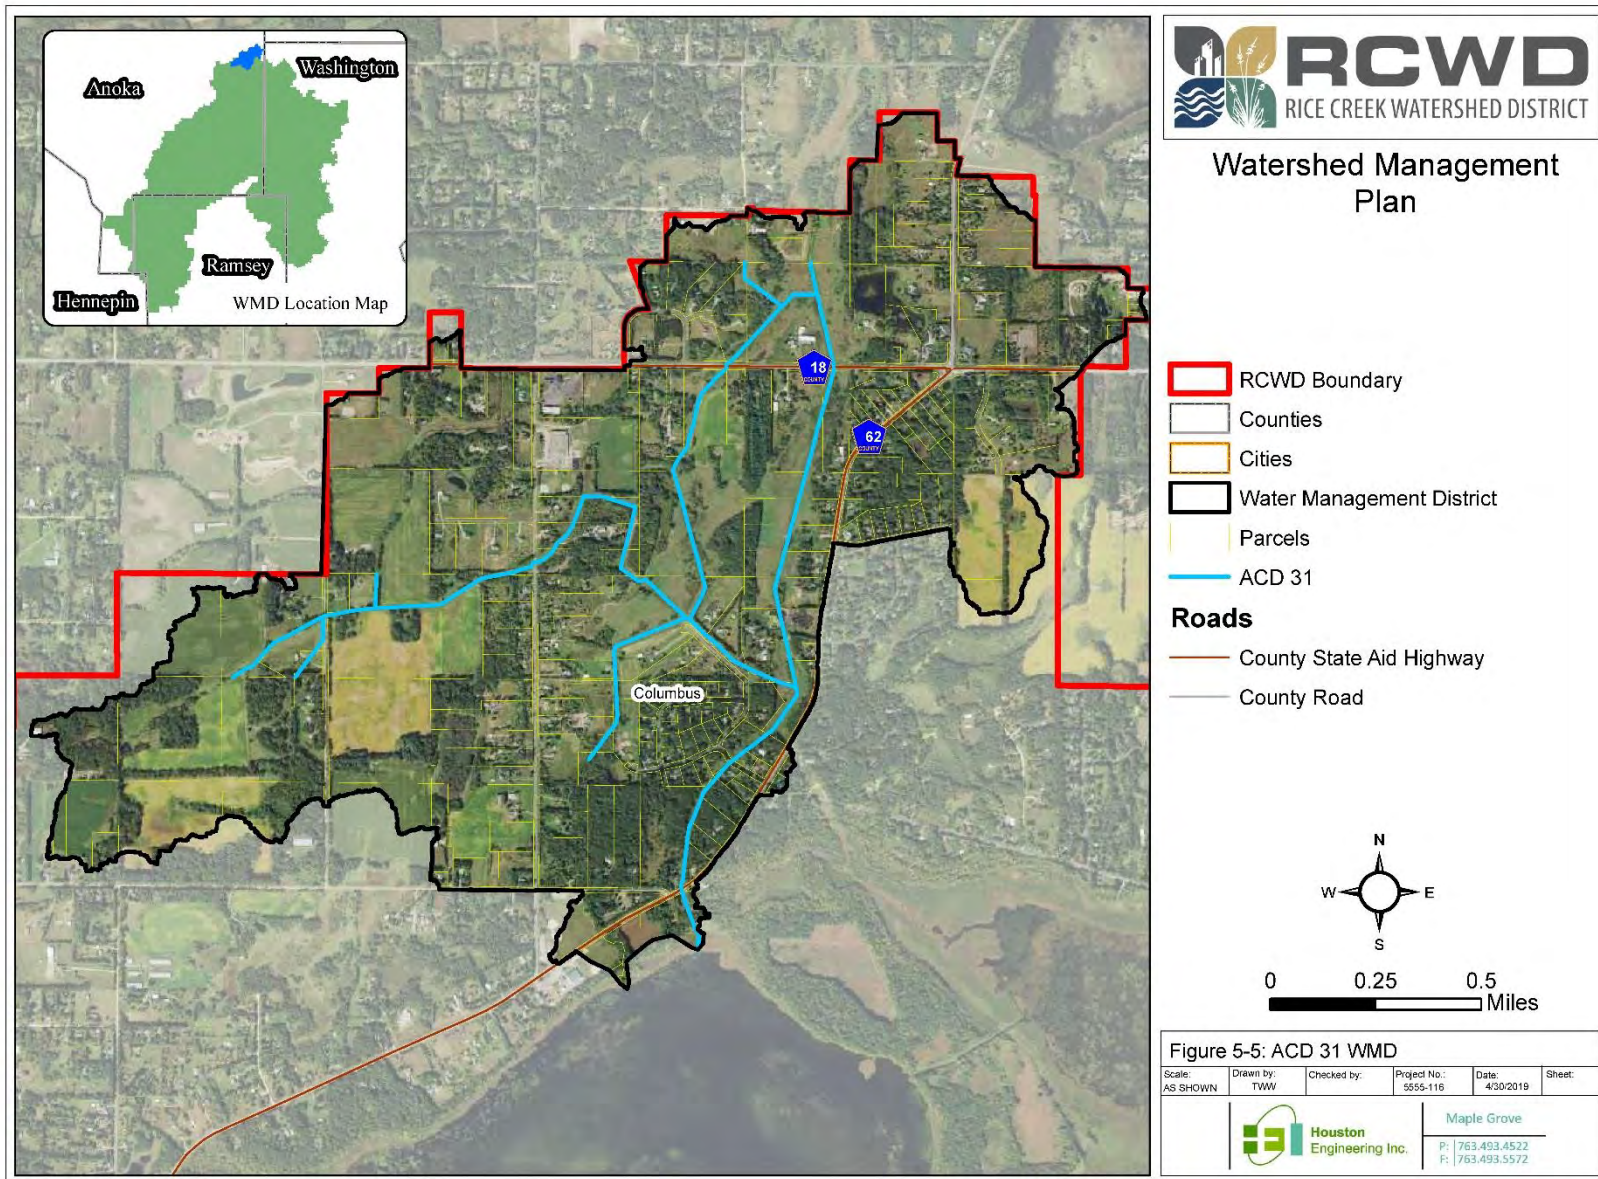 Anoka
Washington
Ramsey
Hennepin
WMD Location Map
18
COUNTY
62
COUNTY
Columbus
RCWD
RICE CREEK WATERSHED DISTRICT
Watershed Management
Plan
RCWD Boundary
Counties
Cities
Water Management District
Parcels
ACD 31
Roads
County State Aid Highway
County Road
N
W E
S
0 0.25 0.5
Miles
Figure 5-5: ACD 31 WMD
Scale: Drawn by: Checked by: Project No.: Date: Sheet:
AS SHOWN TWW 5555-116 4/30/2019
Houston
Engineering Inc.
Maple Grove
P: 763.493.4522
F: 763.493.5572